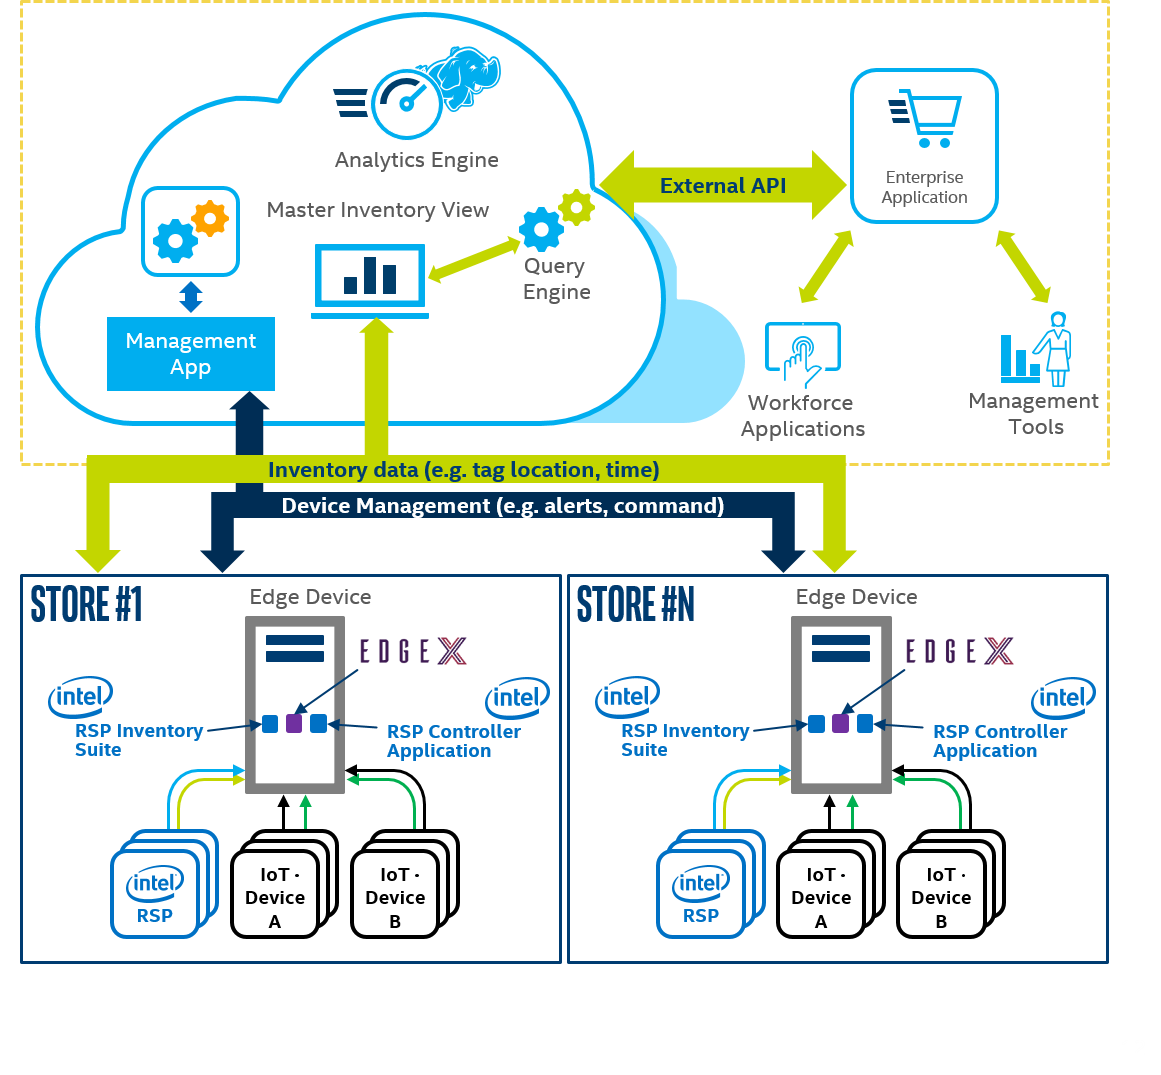 Analytics Engine
Master Inventory View
External API
Enterprise
Application
Query
Engine
Management
App
Workforce
Applications
Management
Tools
Inventory data (e.g. tag location, time)
Device Management (e.g. alerts, command)
STORE #1
Edge Device
EDGE X
intel
RSP Inventory
Suite
intel
RSP Controller
Application
intel
RSP
IoT ·
Device
A
IoT ·
Device
B
STORE #N
Edge Device
EDGE X
intel
RSP Inventory
Suite
intel
RSP Controller
Application
intel
RSP
IoT ·
Device
A
IoT ·
Device
B